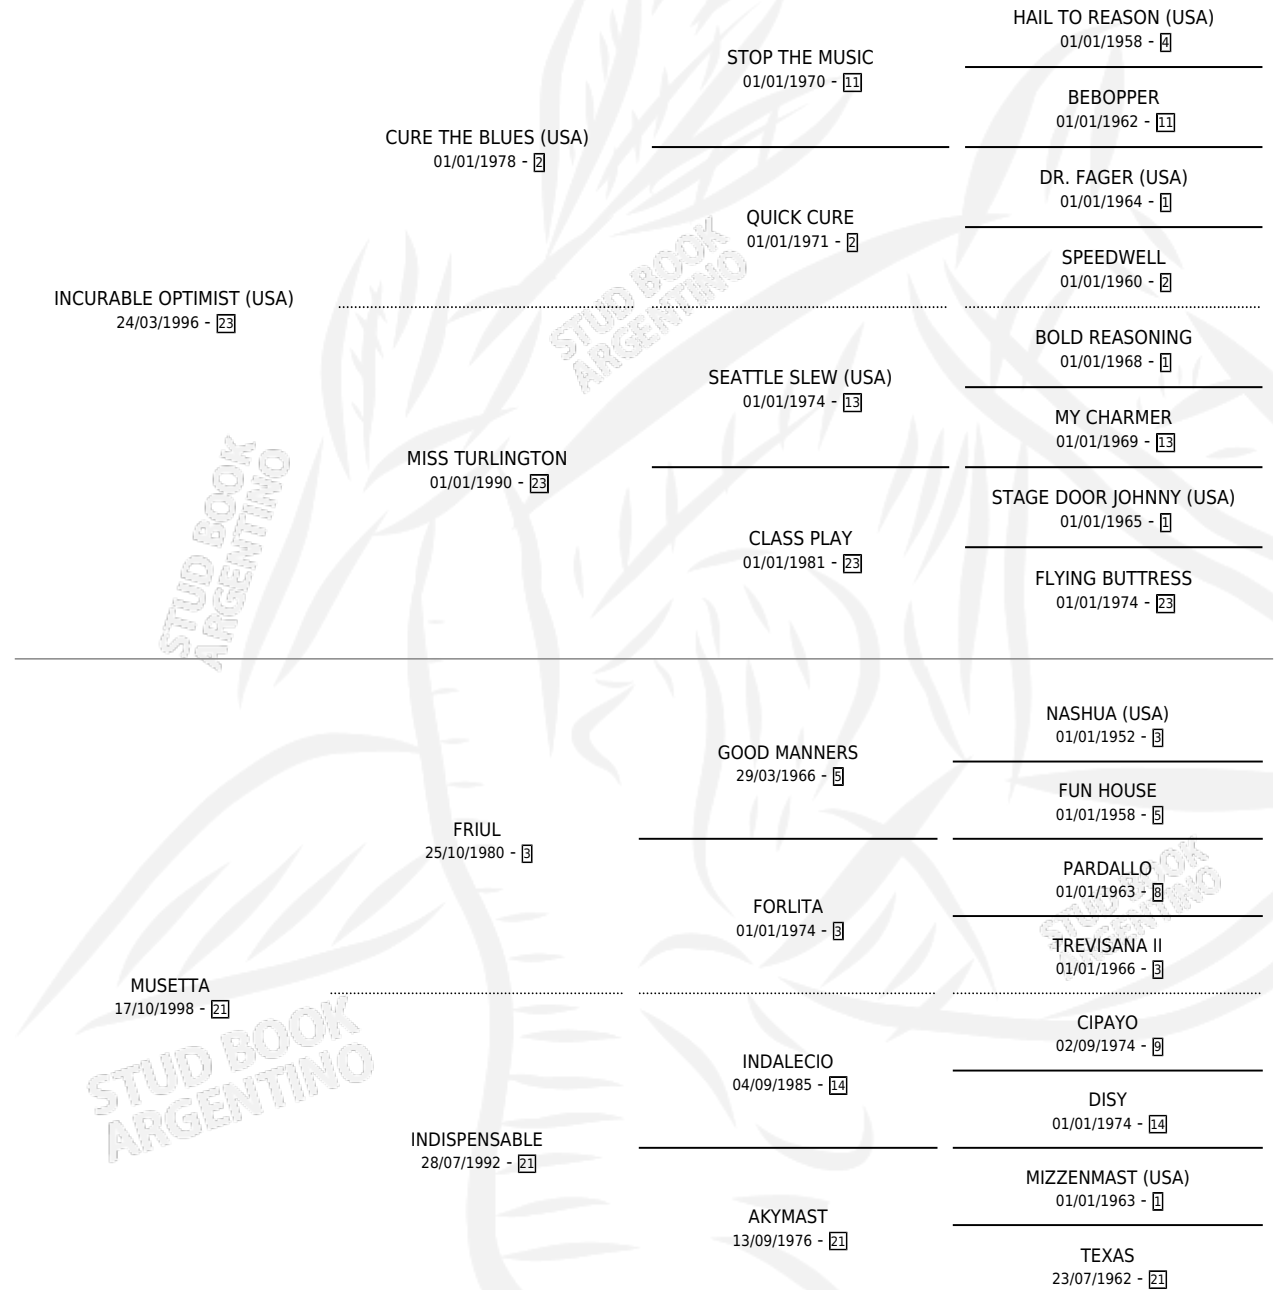 HAIL TO REASON (USA)
01/01/1958 - 4
STOP THE MUSIC
01/01/1970 - 11
BEBOPPER
01/01/1962 - 11
CURE THE BLUES (USA)
01/01/1978 - 2
DR. FAGER (USA)
01/01/1964 - 1
QUICK CURE
01/01/1971 - 2
SPEEDWELL
01/01/1960 - 2
INCURABLE OPTIMIST (USA)
24/03/1996 - 23
BOLD REASONING
01/01/1968 - 1
SEATTLE SLEW (USA)
01/01/1974 - 13
MY CHARMER
01/01/1969 - 13
MISS TURLINGTON
01/01/1990 - 23
STAGE DOOR JOHNNY (USA)
01/01/1965 - 1
CLASS PLAY
01/01/1981 - 23
FLYING BUTTRESS
01/01/1974 - 23
NASHUA (USA)
01/01/1952 - 3
GOOD MANNERS
29/03/1966 - 5
FUN HOUSE
01/01/1958 - 5
FRIUL
25/10/1980 - 3
PARDALLO
01/01/1963 - 8
FORLITA
01/01/1974 - 3
TREVISANA II
01/01/1966 - 3
MUSETTA
17/10/1998 - 21
CIPAYO
02/09/1974 - 9
INDALECIO
04/09/1985 - 14
DISY
01/01/1974 - 14
INDISPENSABLE
28/07/1992 - 21
MIZZENMAST (USA)
01/01/1963 - 1
AKYMAST
13/09/1976 - 21
TEXAS
23/07/1962 - 21
STUD BOOK
ARGENTINO
STUD BOOK
ARGENTINO
STUD BOOK
ARGENTINO
STUD BOOK
ARGENTINO